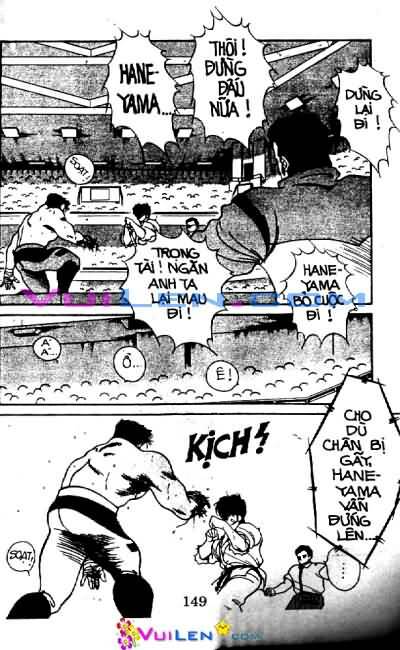 HANE-
YAMA...
THÔI!
ĐỪNG
ĐẤU
NỮA!
DỪNG
LẠI
ĐI!
SOẠT
TRỌNG
TÀI! NGĂN
ANH TA
LẠI MAU
ĐI!
HANE-
YAMA
BỎ CUỘC
ĐI!
VuiLen.com
A..
A..
Ồ...
Ê!
CHO
DÙ
CHÂN BỊ
GÃY,
HANE-
YAMA
VẪN
ĐỨNG
LÊN...
KỊCH!
SOẠT,
149
VuiLen.com